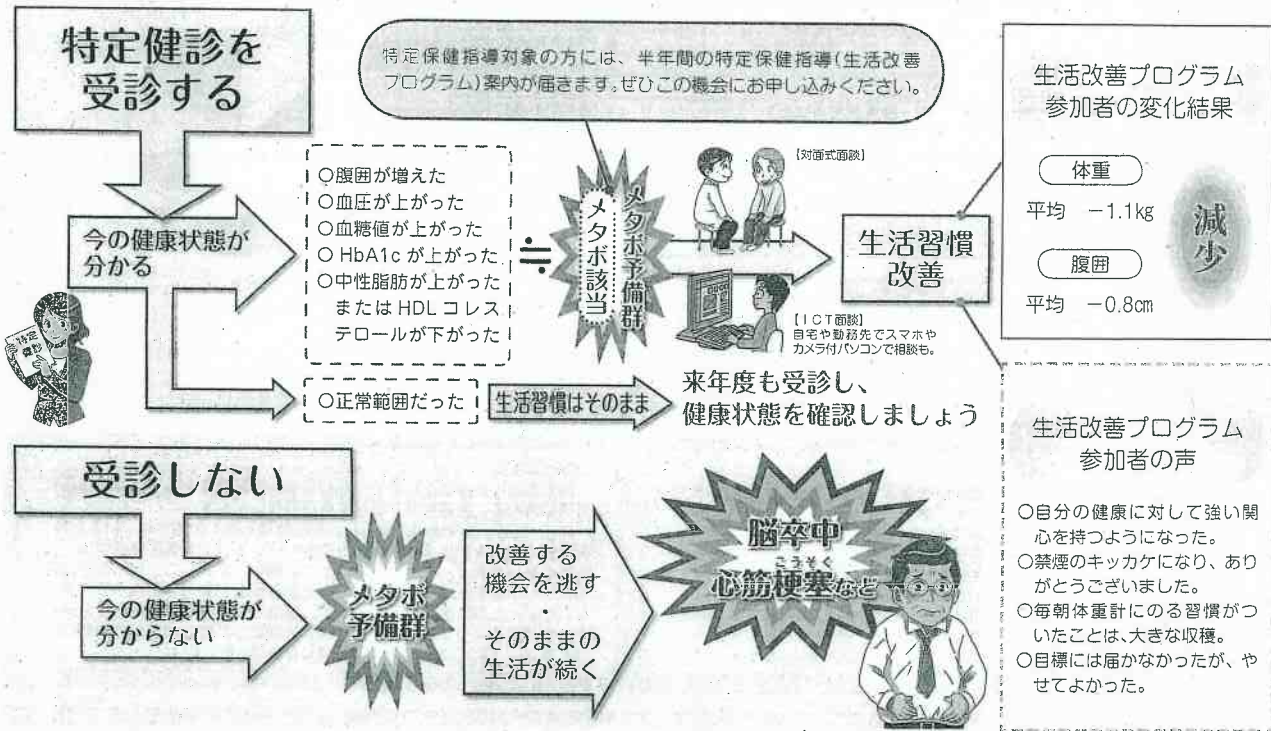 特定健診を
受診する
特定保健指導対象の方には、半年間の特定保健指導(生活改善
プログラム)案内が届きます。ぜひこの機会にお申し込みください。
今の健康状態が
分かる
特定
健診
○腹囲が増えた
○血圧が上がった
○血糖値が上がった
○HbA1cが上がった
○中性脂肪が上がった
またはHDLコレス
テロールが下がった
≒
メタボ予備群
メタボ該当
【対面式面談】
【ICT面談】
自宅や勤務先でスマホや
カメラ付パソコンで相談も。
生活習慣
改善
○正常範囲だった
生活習慣はそのまま
来年度も受診し、
健康状態を確認しましょう
生活改善プログラム
参加者の変化結果
体重
平均 −1.1kg
腹囲
平均 −0.8cm
減少
生活改善プログラム
参加者の声
○自分の健康に対して強い関
心を持つようになった。
○禁煙のキッカケになり、あり
がとうございました。
○毎朝体重計にのる習慣がつ
いたことは、大きな収穫。
○目標には届かなかったが、や
せてよかった。
受診しない
今の健康状態が
分からない
メタボ
予備群
改善する
機会を逃す
・
そのままの
生活が続く
脳卒中
こうそく
心筋梗塞など